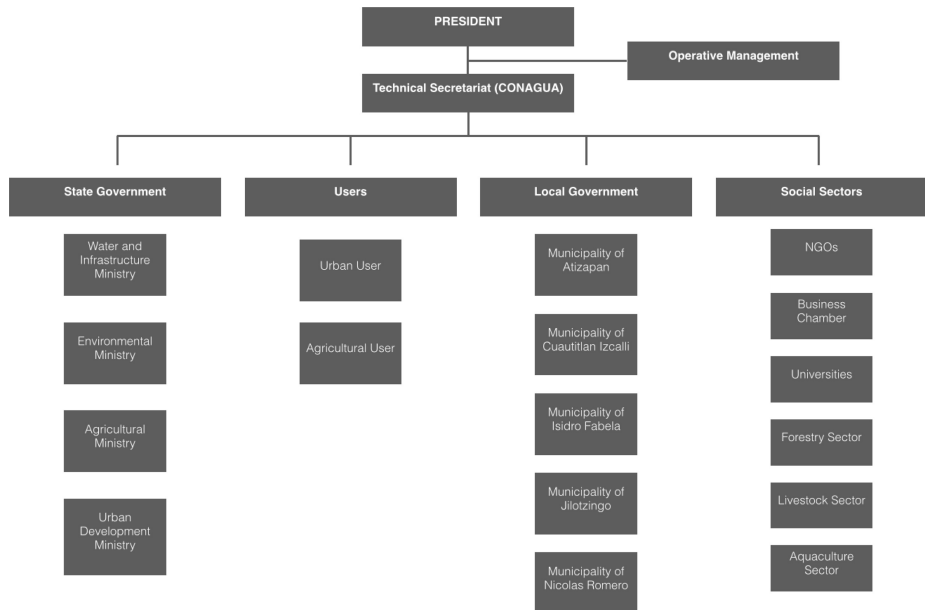 PRESIDENT
Operative Management
Technical Secretariat (CONAGUA)
State Government
Users
Local Government
Social Sectors
Water and
Infrastructure
Ministry
Environmental
Ministry
Agricultural
Ministry
Urban
Development
Ministry
Urban User
Agricultural User
Municipality of
Atizapan
Municipality of
Cuautitlan Izcalli
Municipality of
Isidro Fabela
Municipality of
Jilotzingo
Municipality of
Nicolas Romero
NGOs
Business
Chamber
Universities
Forestry Sector
Livestock Sector
Aquaculture
Sector